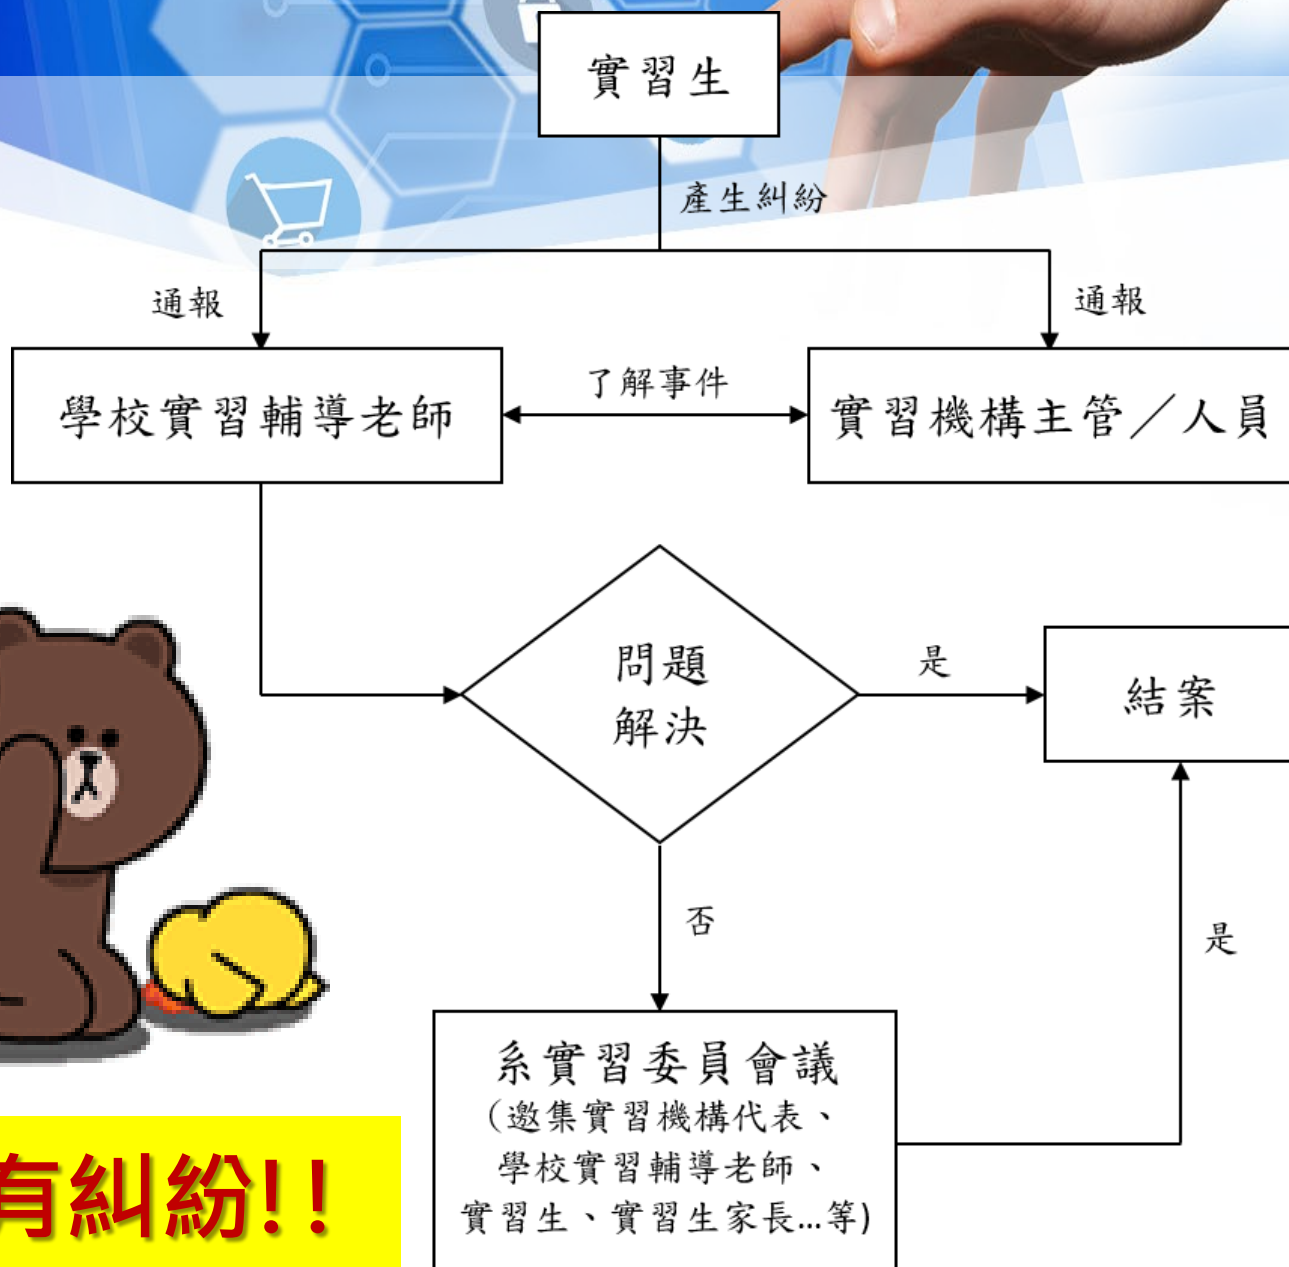 實習生
產生糾紛
通報
通報
學校實習輔導老師
了解事件
實習機構主管／人員
問題
解決
是
結案
否
是
系實習委員會議
（邀集實習機構代表、
學校實習輔導老師、
實習生、實習生家長...等)
有糾紛!!